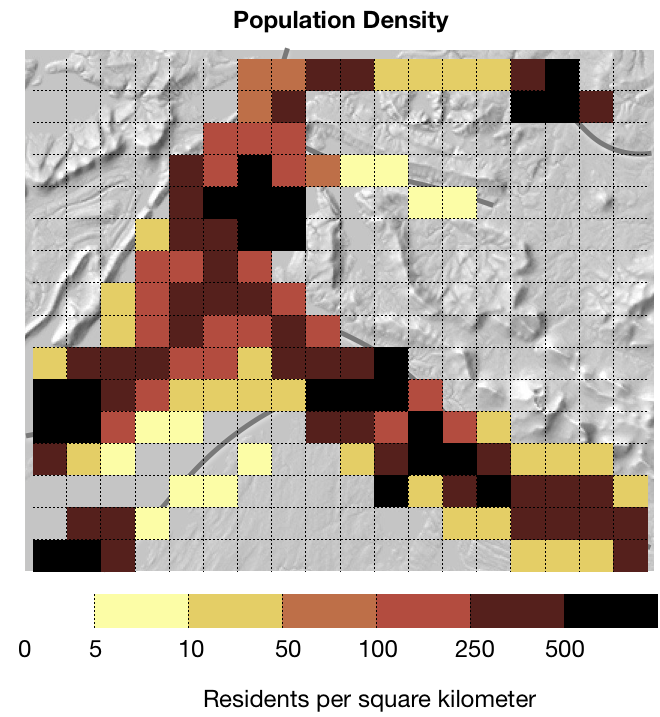 Population Density
0 5 10 50 100 250 500
Residents per square kilometer